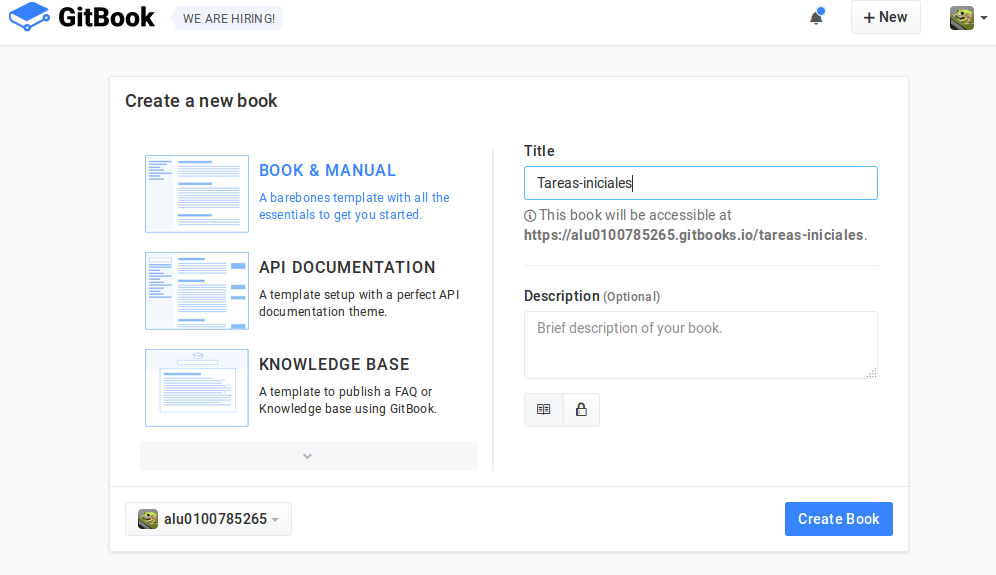 GitBook
WE ARE HIRING!
+ New
Create a new book
BOOK & MANUAL
A barebones template with all the
essentials to get you started.
API DOCUMENTATION
A template setup with a perfect API
documentation theme.
KNOWLEDGE BASE
A template to publish a FAQ or
Knowledge base using GitBook.
Title
Tareas-iniciales
This book will be accessible at
https://alu0100785265.gitbooks.io/tareas-iniciales.
Description (Optional)
Brief description of your book.
alu0100785265
Create Book